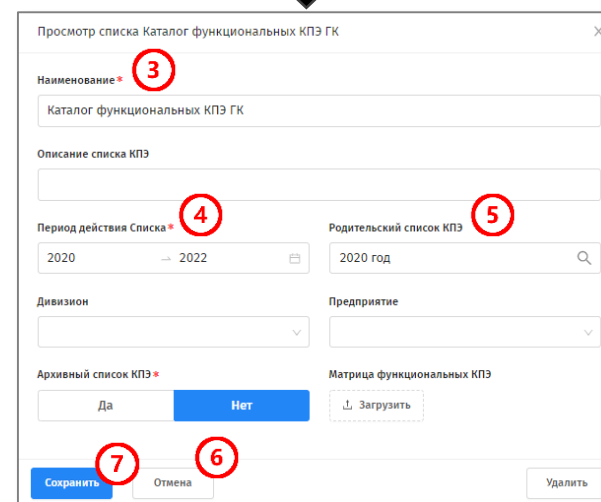 Просмотр списка Каталог функциональных КПЭ ГК
Наименование * 3
Каталог функциональных КПЭ ГК
Описание списка КПЭ
Период действия Списка * 4 Родительский список КПЭ 5
2020 → 2022 2020 год
Дивизион Предприятие
Архивный список КПЭ * Матрица функциональных КПЭ
Да Нет Загрузить
7 6
Сохранить Отмена Удалить